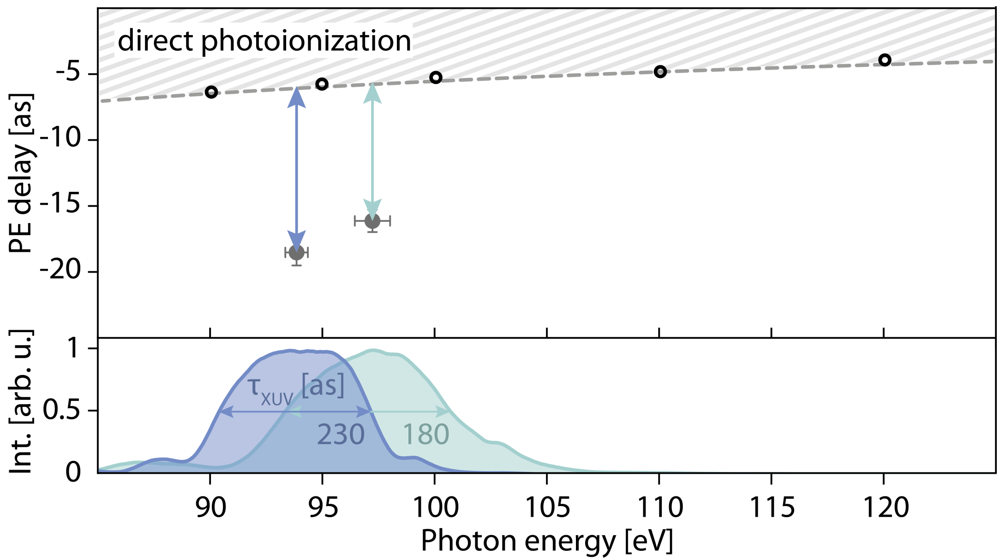 direct photoionization
PE delay [as]
-5
-10
-15
-20
Int. [arb. u.]
1
0.5
0
τXUV [as]
230 180
90 95 100 105 110 115 120
Photon energy [eV]